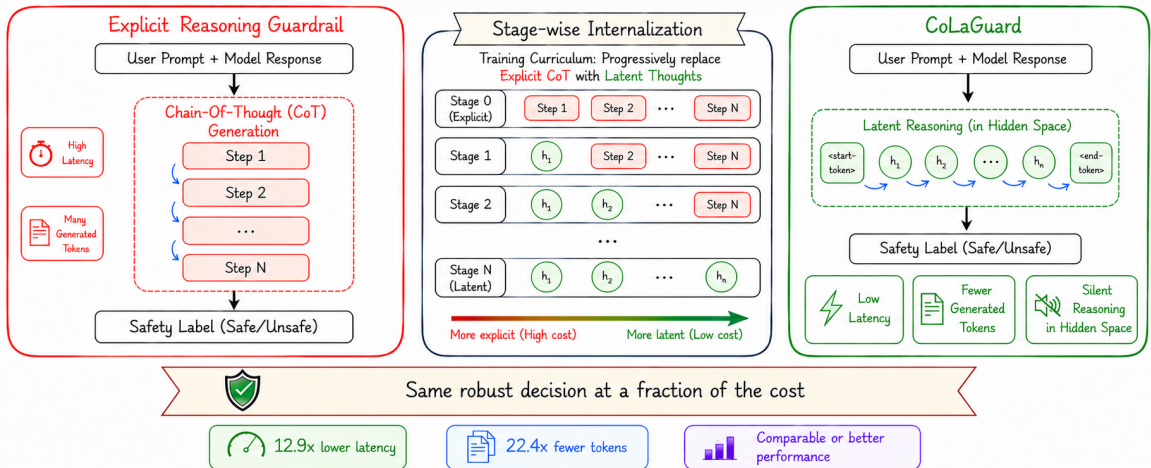 Explicit Reasoning Guardrail
User Prompt + Model Response
Chain-Of-Though (CoT)
Generation
Step 1
Step 2
...
Step N
High
Latency
Many
Generated
Tokens
Safety Label (Safe/Unsafe)
Stage-wise Internalization
Training Curriculum: Progressively replace
Explicit CoT with Latent Thoughts
Stage 0
(Explicit)
Step 1
Step 2
...
Step N
Stage 1
h₁
Step 2
...
Step N
Stage 2
h₁
h₂
...
Step N
...
Stage N
(Latent)
h₁
h₂
...
hₙ
More explicit (High cost)
More latent (Low cost)
CoLaGuard
User Prompt + Model Response
Latent Reasoning (in Hidden Space)
<start-
token>
h₁
h₂
...
hₙ
<end-
token>
Safety Label (Safe/Unsafe)
Low
Latency
Fewer
Generated
Tokens
Silent
Reasoning
in Hidden Space
Same robust decision at a fraction of the cost
12.9x lower latency
22.4x fewer tokens
Comparable or better
performance